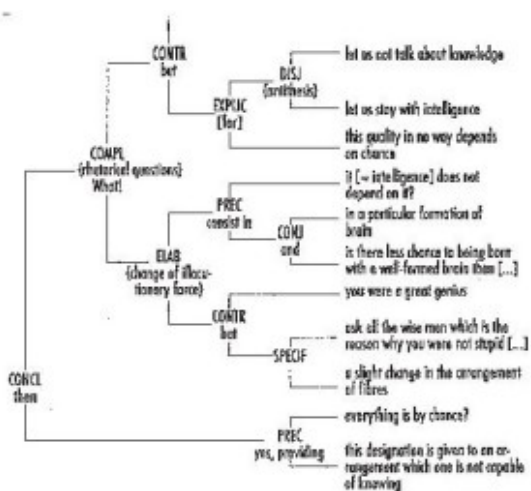 CONTR
but
let us not talk about knowledge
DISJ
(antithesis)
EXPLIC
[for]
let us stay with intelligence
this quality in no way depends
on chance
COMPL
(rhetorical questions)
What!
it [= intelligence] does not
depend on it?
PREC
consist in
in a particular formation of
brain
CONJ
and
is there less chance to being born
with a well-formed brain than [...]
ELAB
(change of illocu-
tionary force)
you were a great genius
CONTR
but
ask all the wise men which is the
reason why you were not stupid [...]
SPECIF
a slight change in the arrangement
of fibres
CONCL
then
everything is by chance?
PREC
yes, providing
this designation is given to an ar-
rangement which one is not capable
of knowing